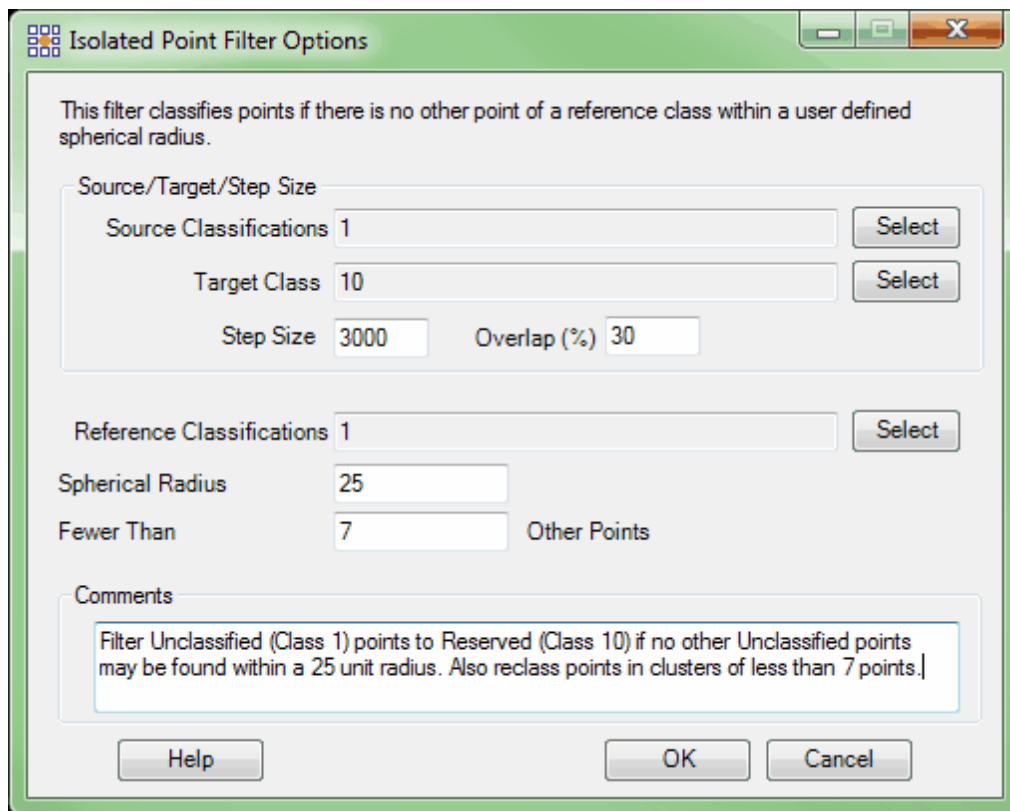 Isolated Point Filter Options
This filter classifies points if there is no other point of a reference class within a user defined
spherical radius.
Source/Target/Step Size
Source Classifications 1 Select
Target Class 10 Select
Step Size 3000 Overlap (%) 30
Reference Classifications 1 Select
Spherical Radius 25
Fewer Than 7 Other Points
Comments
Filter Unclassified (Class 1) points to Reserved (Class 10) if no other Unclassified points
may be found within a 25 unit radius. Also reclass points in clusters of less than 7 points.
Help OK Cancel